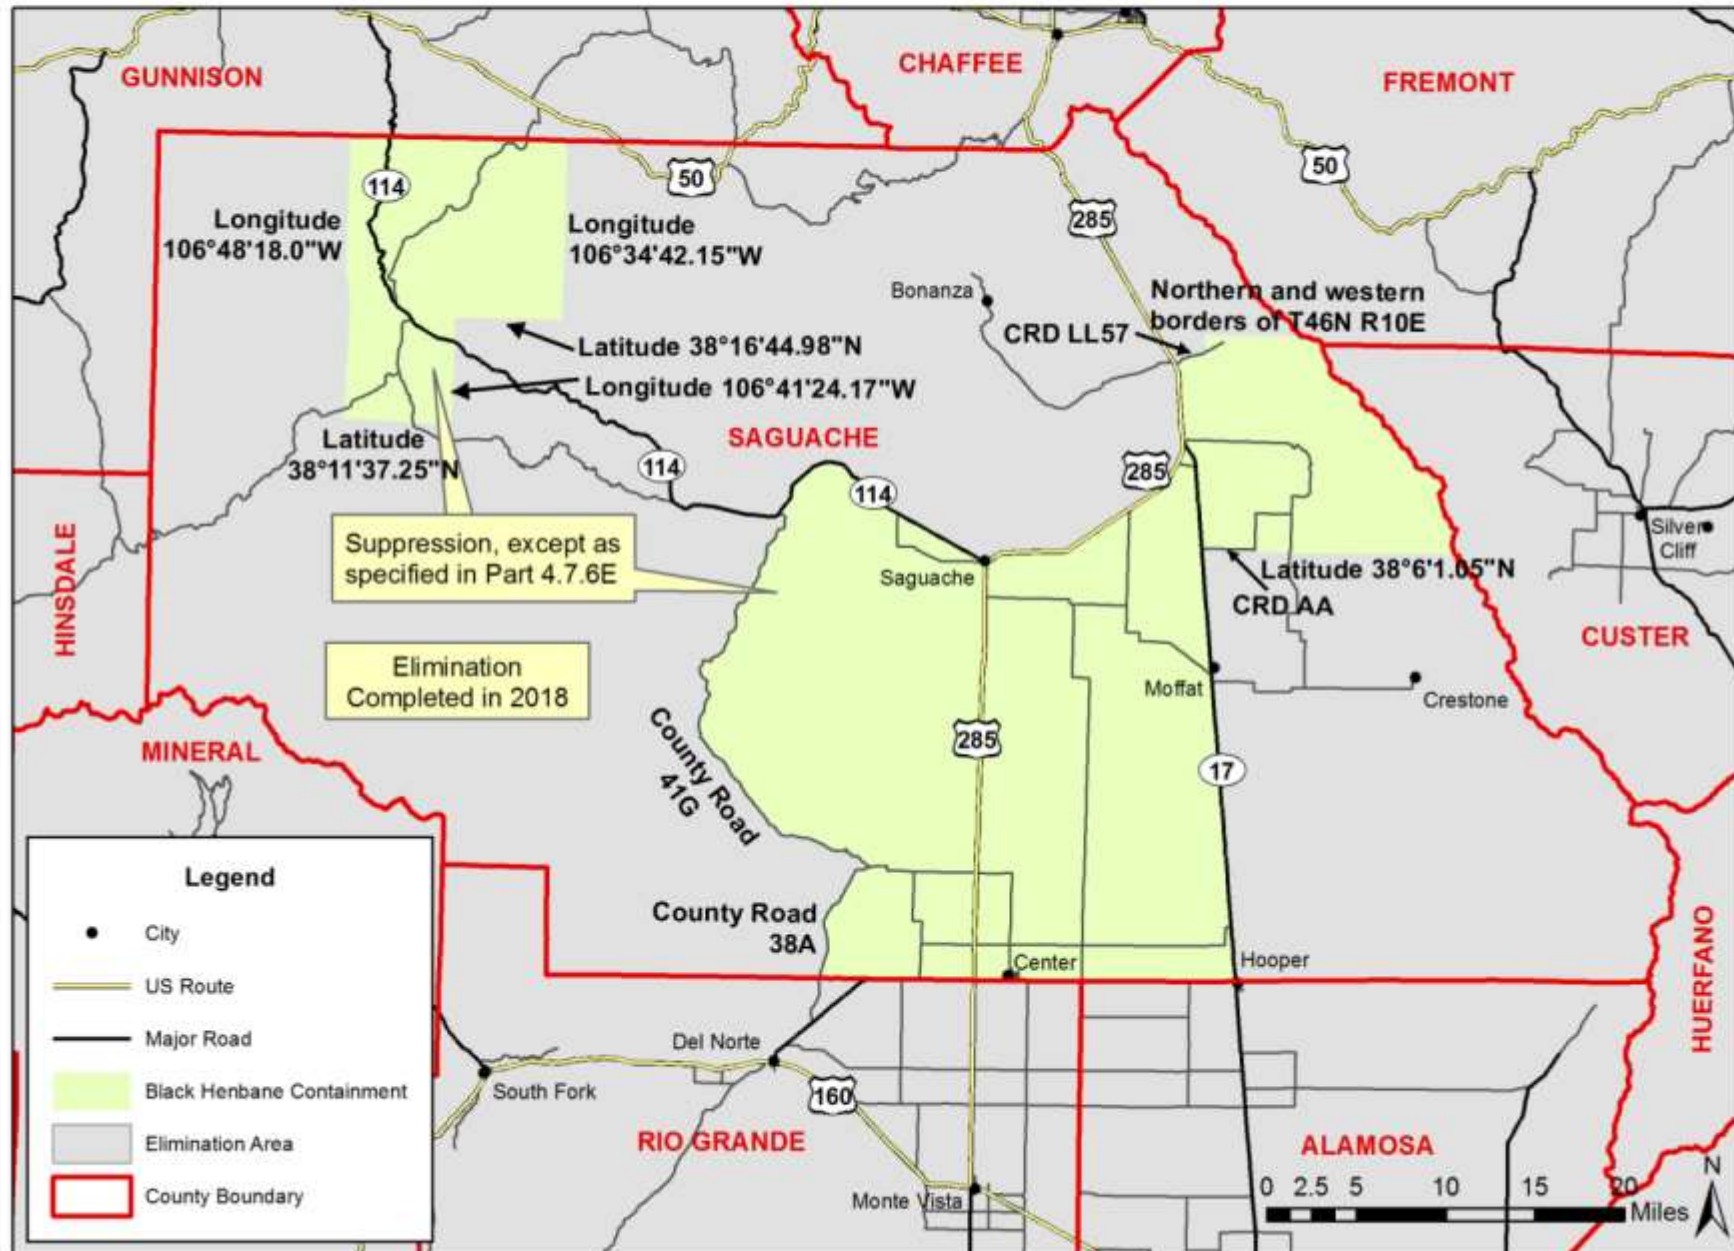 GUNNISON
CHAFFEE
FREMONT
114
50
50
285
Longitude
106°48'18.0"W
Longitude
106°34'42.15"W
Bonanza
Northern and western
borders of T46N R10E
CRD LL57
Latitude 38°16'44.98"N
Longitude 106°41'24.17"W
Latitude
38°11'37.25"N
SAGUACHE
114
114
285
Silver
Cliff
Suppression, except as
specified in Part 4.7.6E
Saguache
Latitude 38°6'1.05"N
CRD AA
HINSDALE
CUSTER
Elimination
Completed in 2018
Moffat
Crestone
MINERAL
County Road
41G
285
17
County Road
38A
Center
Hooper
HUERFANO
Del Norte
South Fork
160
RIO GRANDE
ALAMOSA
Monte Vista
Legend
City
US Route
Major Road
Black Henbane Containment
Elimination Area
County Boundary
N
0 2.5 5 10 15 20
Miles